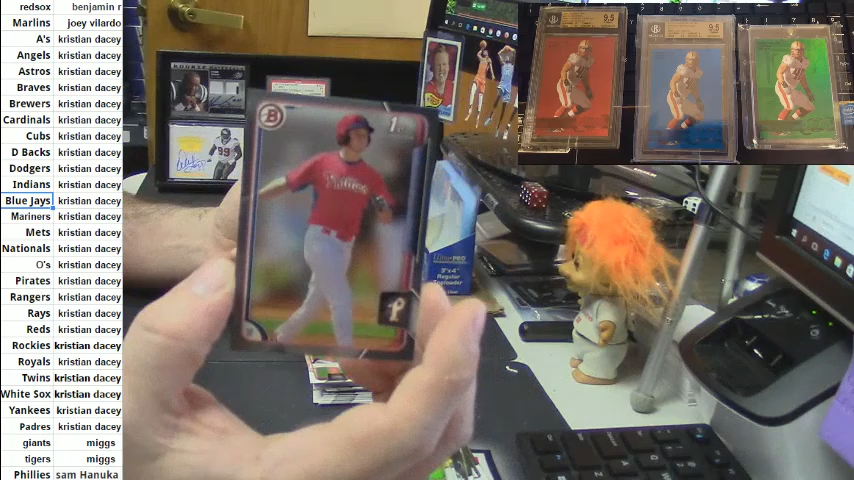 redsox benjamin r
Marlins joey vilardo
A's kristian dacey
Angels kristian dacey
Astros kristian dacey
Braves kristian dacey
Brewers kristian dacey
Cardinals kristian dacey
Cubs kristian dacey
D Backs kristian dacey
Dodgers kristian dacey
Indians kristian dacey
Blue Jays kristian dacey
Mariners kristian dacey
Mets kristian dacey
Nationals kristian dacey
O's kristian dacey
Pirates kristian dacey
Rangers kristian dacey
Rays kristian dacey
Reds kristian dacey
Rockies kristian dacey
Royals kristian dacey
Twins kristian dacey
White Sox kristian dacey
Yankees kristian dacey
Padres kristian dacey
giants miggs
tigers miggs
Phillies sam Hanuka
B
1st
Phillies
P
99
Ultra-PRO
3"x4"
Regular
Toploader
9.5
9.5